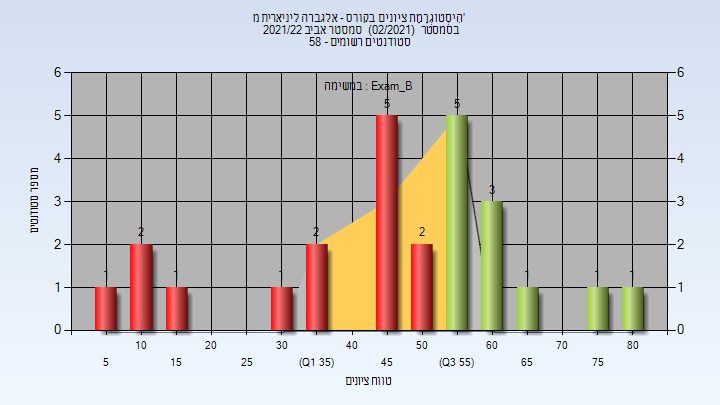 היסטוגרמת ציונים בקורס - אלגברה ליניארית מ'
בסמסטר (02/2021) סמסטר אביב 2021/22
58 - סטודנטים רשומים
במשימה : Exam_B
מספר סטודנטים
6 6
5 5
4 4
3 3
2 2
1 1
0 0
1 2 1 1 2 5 2 5 3 1 1 1
10 20 30 40 50 60 70 80
5 15 25 (Q1 35) 45 (Q3 55) 65 75
טווח ציונים